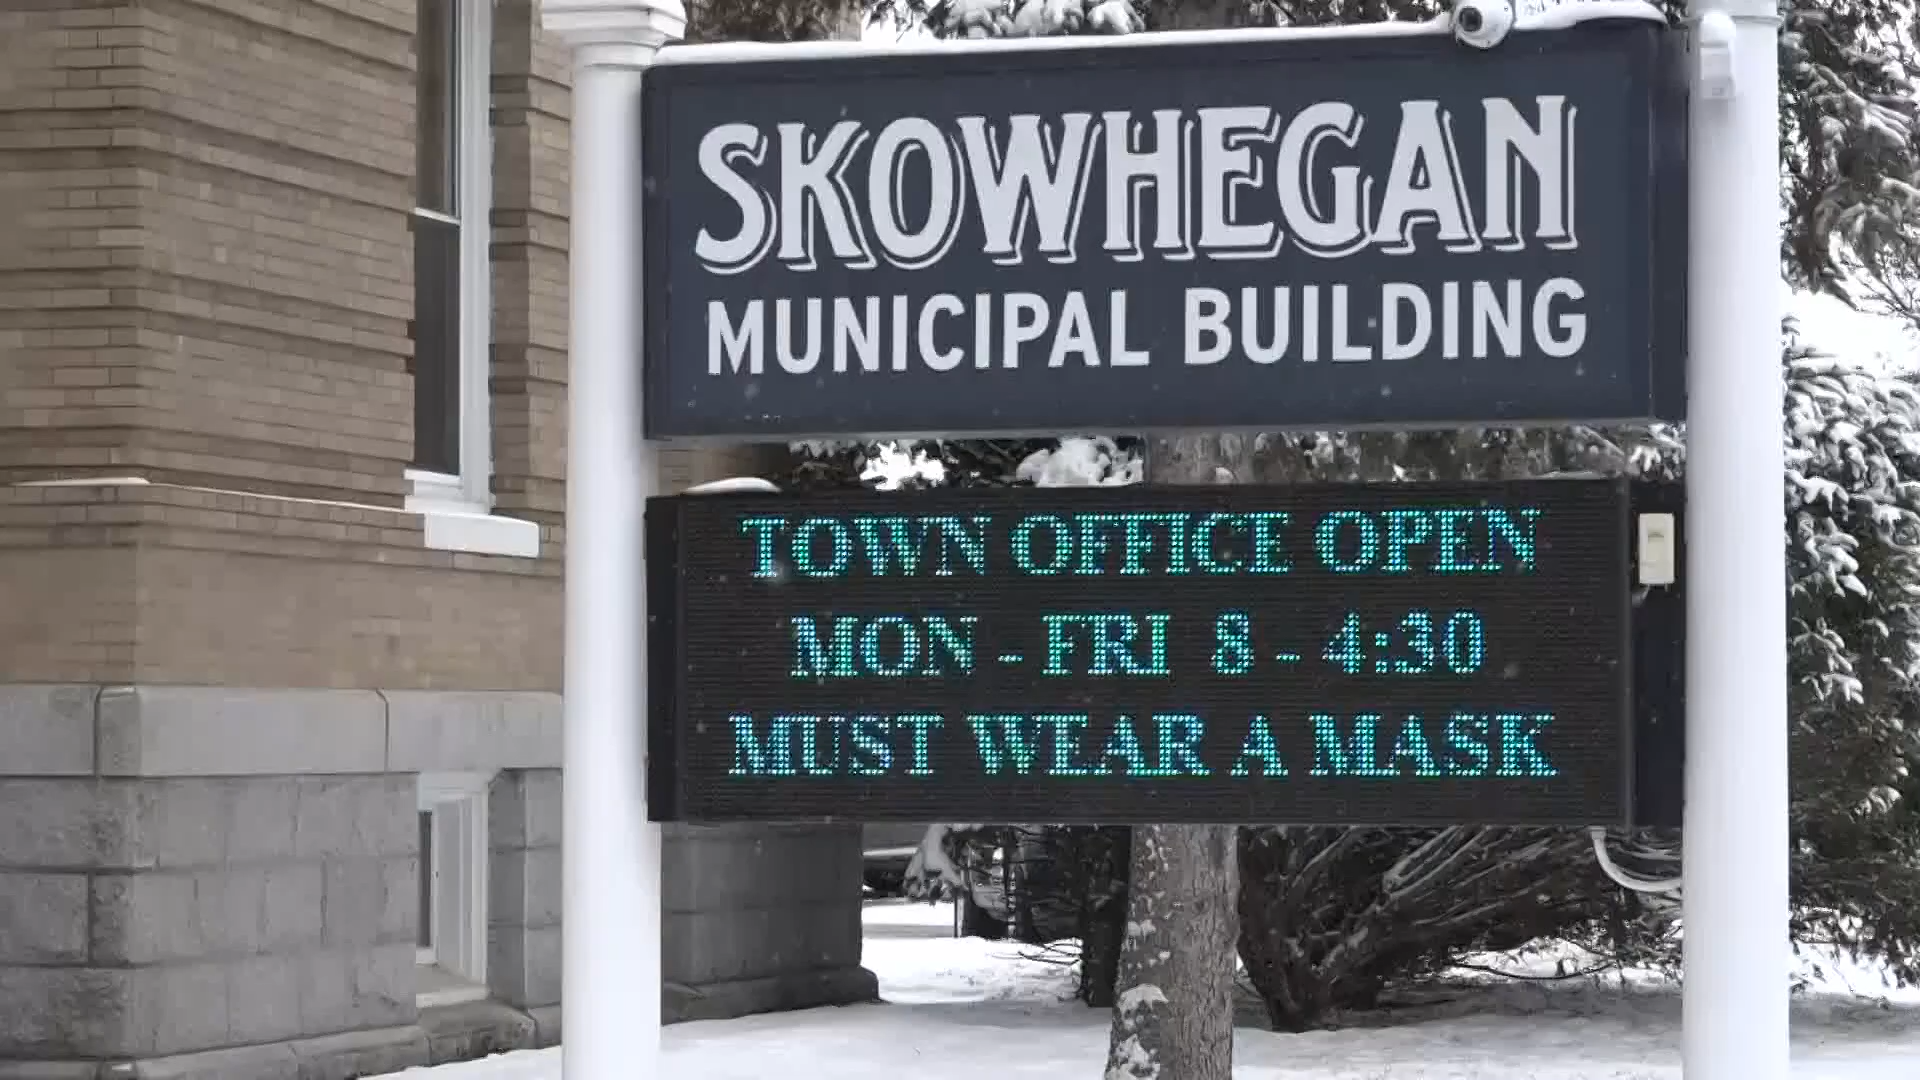 SKOWHEGAN
MUNICIPAL BUILDING
TOWN OFFICE OPEN
MON - FRI 8 - 4:30
MUST WEAR A MASK